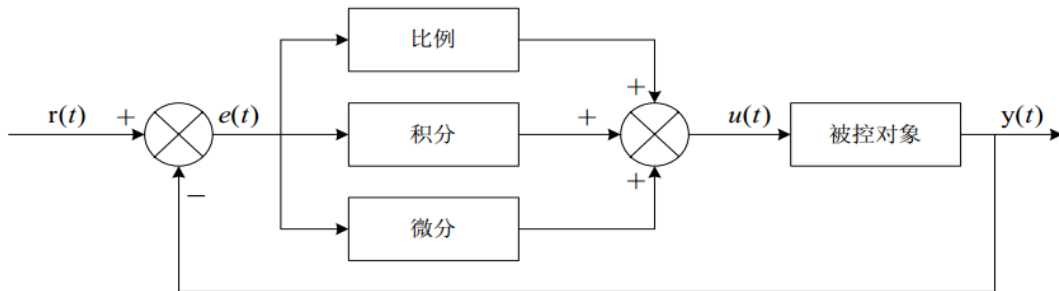 比例
r(t)
+
e(t)
积分
+
+
+
u(t)
被控对象
y(t)
−
微分